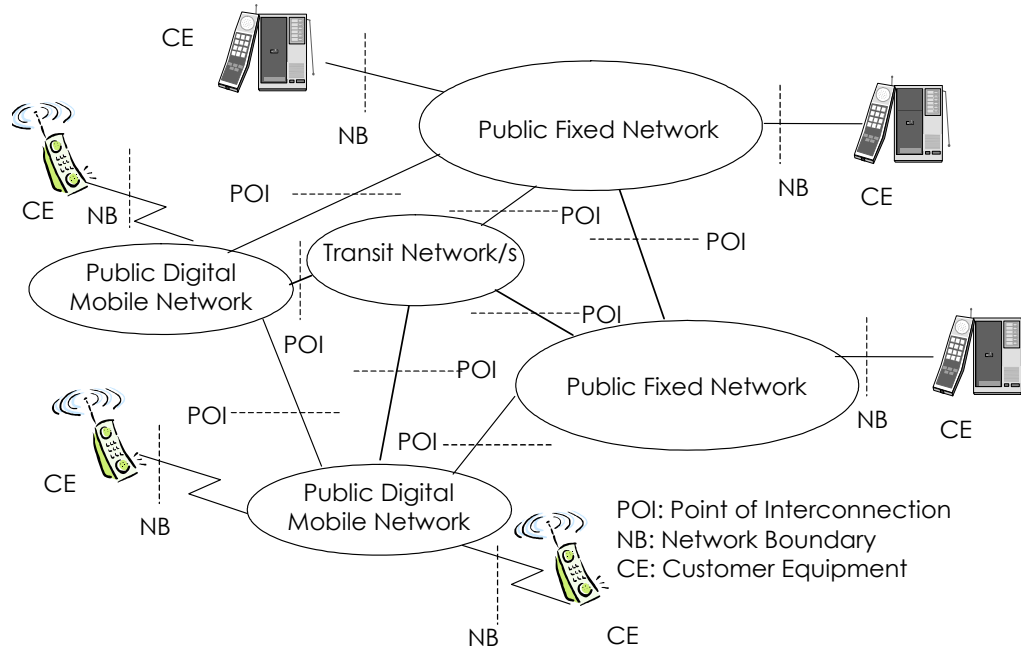 CE
Public Fixed Network
NB
CE
NB
CE
NB
POI
POI
POI
Transit Network/s
Public Digital
Mobile Network
POI
POI
POI
Public Fixed Network
POI
POI
NB
CE
CE
NB
Public Digital
Mobile Network
POI: Point of Interconnection
NB: Network Boundary
CE: Customer Equipment
NB
CE